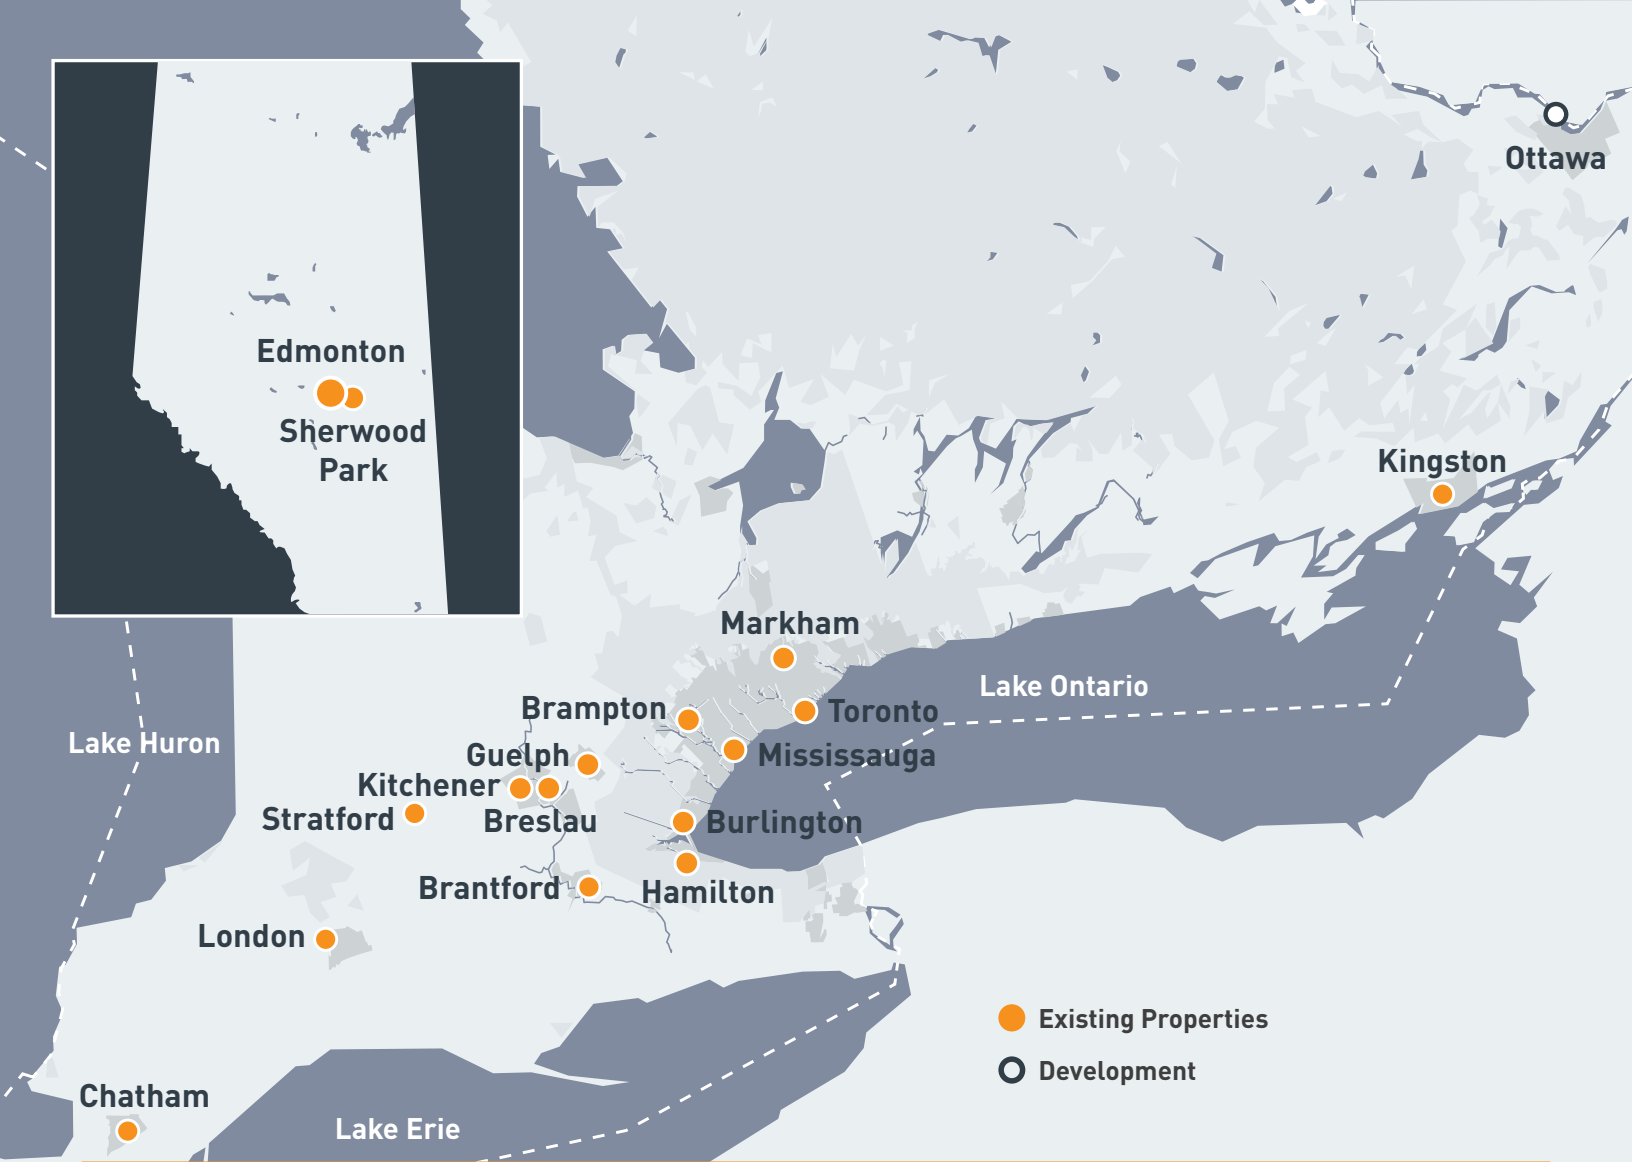 Ottawa
Edmonton
Sherwood
Park
Kingston
Markham
Lake Ontario
Brampton
Toronto
Lake Huron
Guelph
Mississauga
Kitchener
Stratford
Breslau
Burlington
Brantford
Hamilton
London
Existing Properties
Development
Chatham
Lake Erie